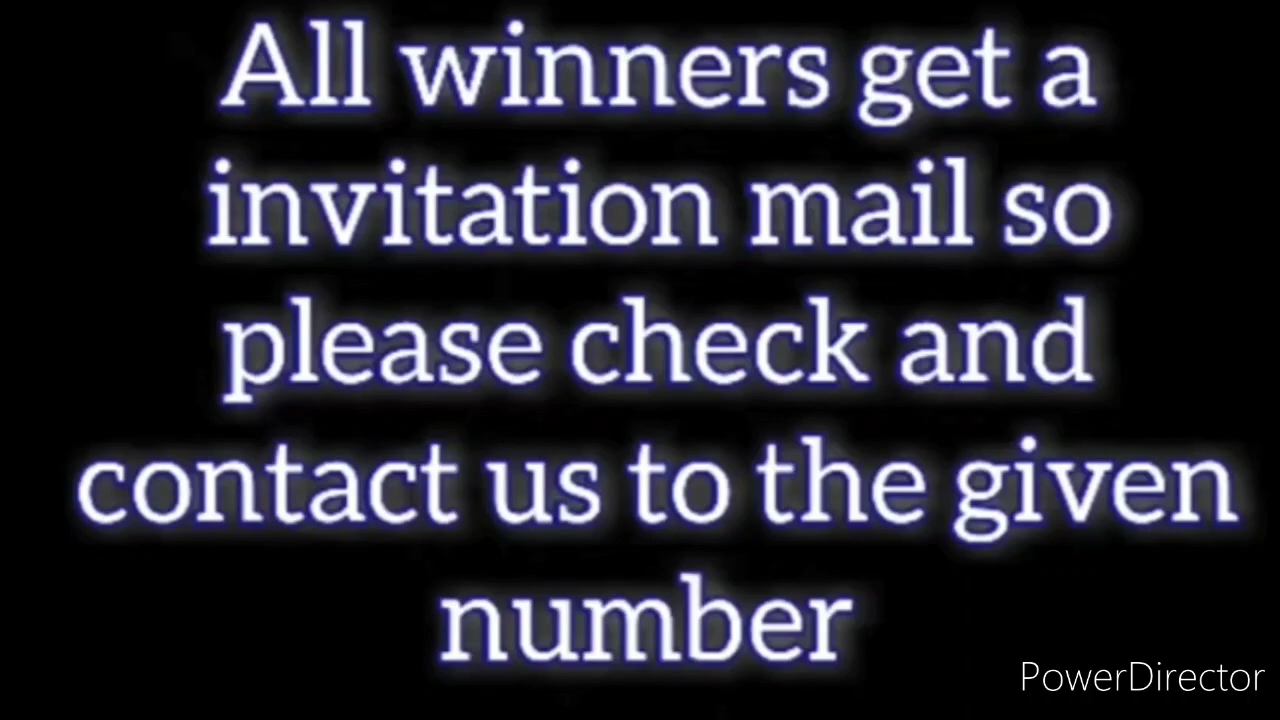 All winners get a
invitation mail so
please check and
contact us to the given
number
PowerDirector